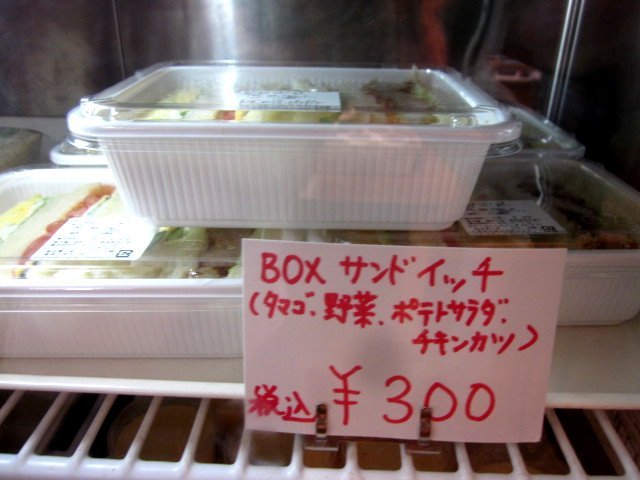 BOX サンドイッチ
(タマゴ、野菜、ポテトサラダ、
チキンカツ)
税込 ¥300